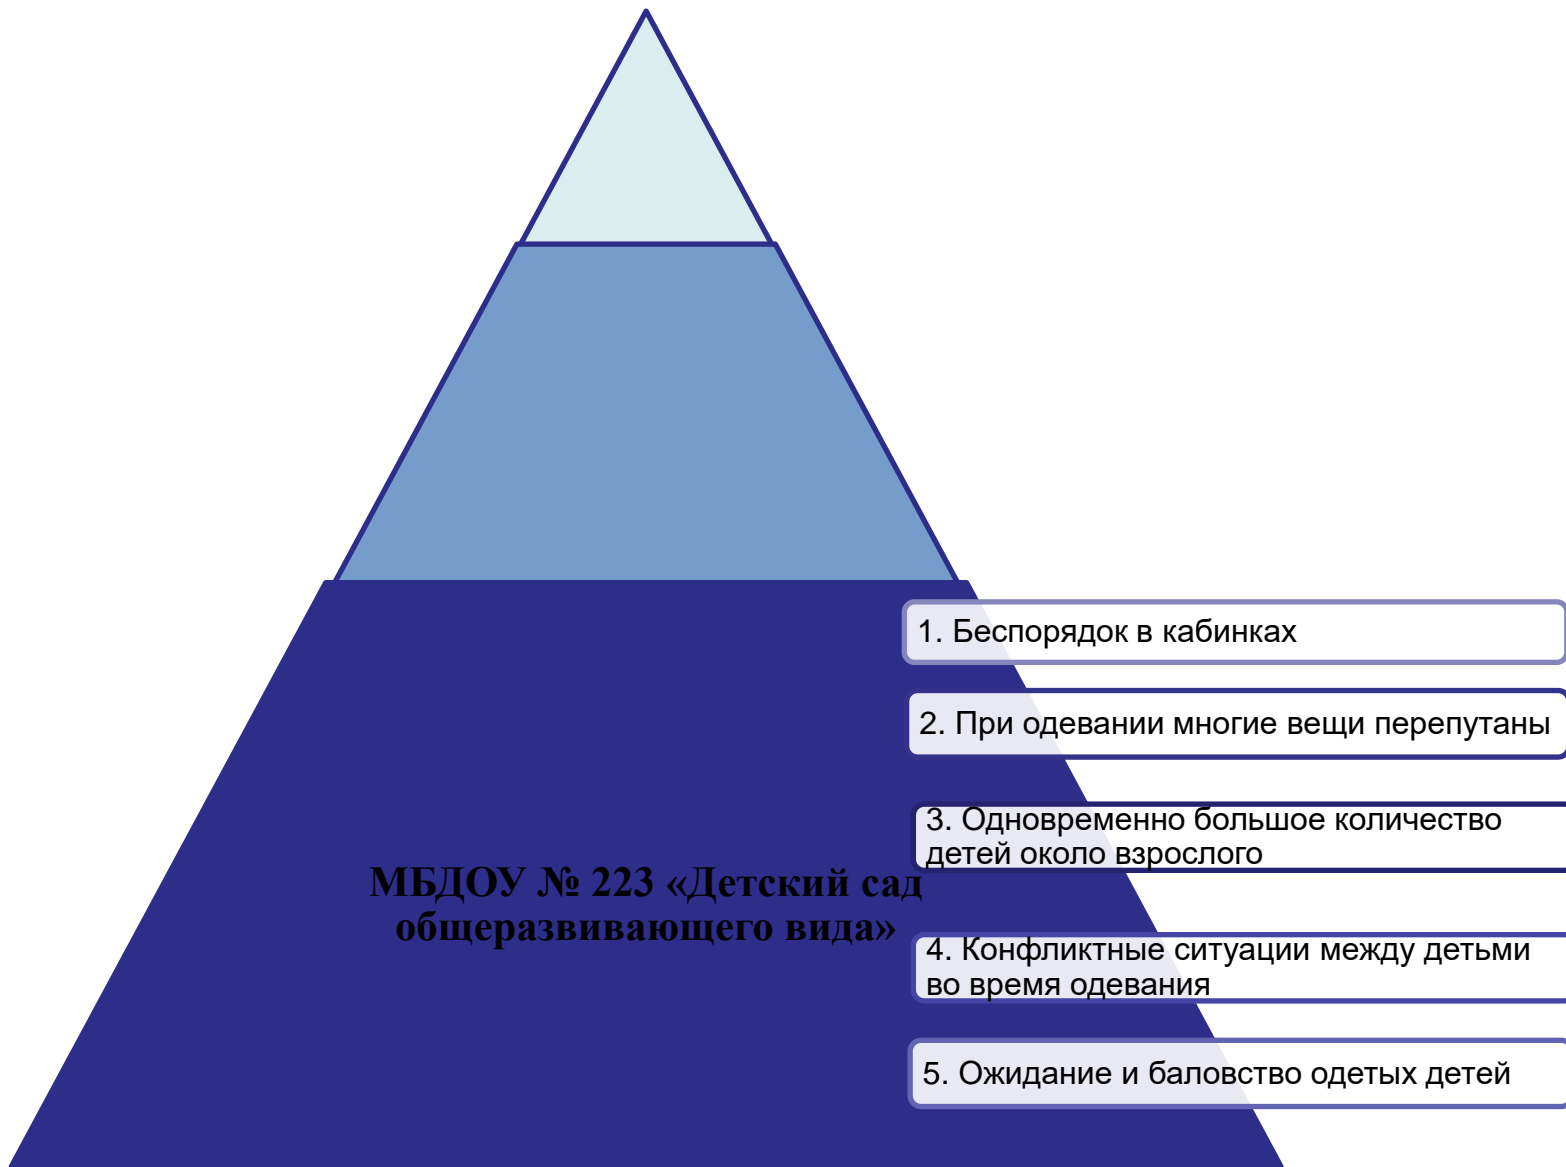 1. Беспорядок в кабинках
2. При одевании многие вещи перепутаны
3. Одновременно большое количество
детей около взрослого
МБДОУ № 223 «Детский сад
общеразвивающего вида»
4. Конфликтные ситуации между детьми
во время одевания
5. Ожидание и баловство одетых детей